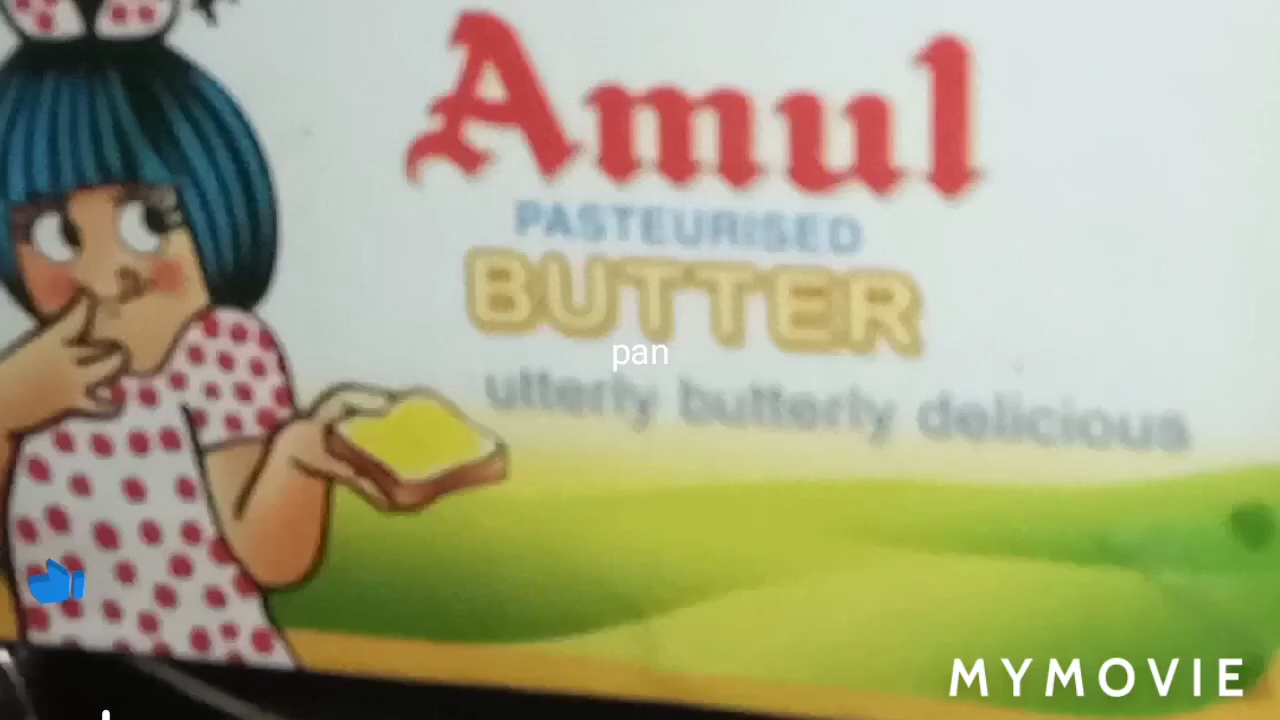 Amul
PASTEURISED
BUTTER
pan
utterly butterly delicious
MYMOVIE